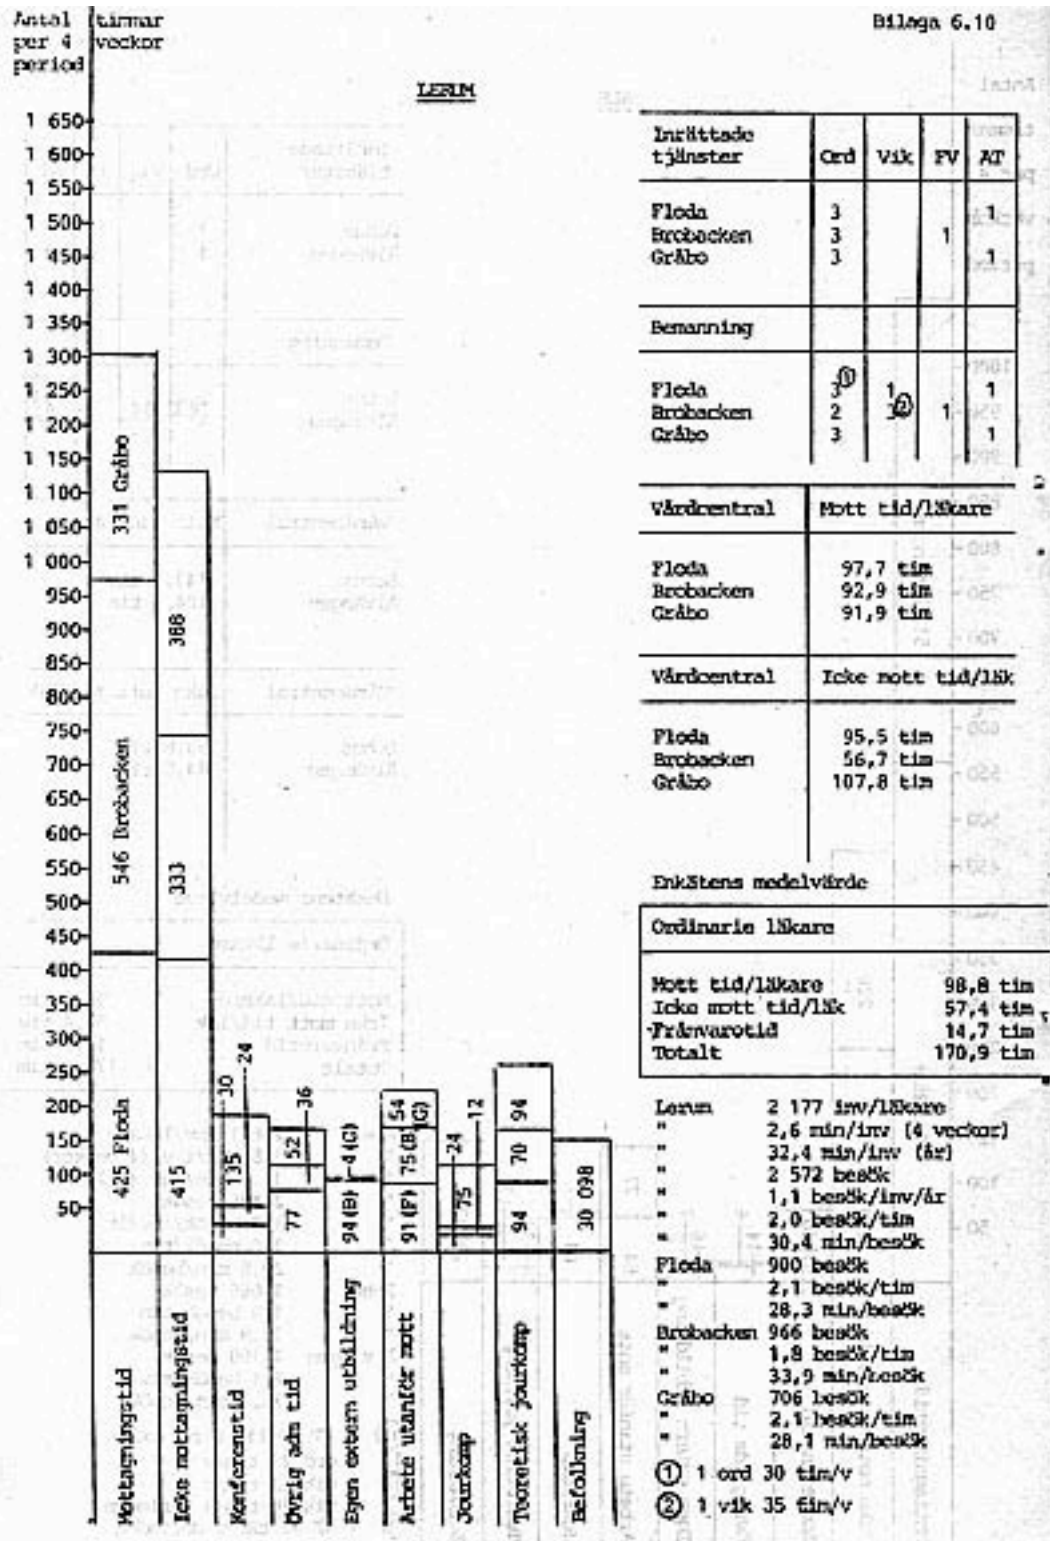 Antal timmar
per 4 veckor
period
Bilaga 6.10
LERUM
1 650
1 600
1 550
1 500
1 450
1 400
1 350
1 300
1 250
1 200
1 150
1 100
1 050
1 000
950
900
850
800
750
700
650
600
550
500
450
400
350
300
250
200
150
100
50
331 Gråbo
546 Brobacken
425 Floda
388
333
415
30
24
135
36
52
77
4(G)
94(B)
54 (G)
75(B)
91(F)
12
24
75
94
70
94
30 098
Mottagningstid
Icke mottagningstid
Konferenstid
Övrig adm tid
Egen extern utbildning
Arbete utanför mott
Jourkomp
Teoretisk jourkomp
Befolkning
Inrättade
tjänster Ord Vik FV AT
Floda 3 1
Brobacken 3 1
Gråbo 3 1
Bemanning
Floda 3 ① 1 1
Brobacken 2 3 ② 1
Gråbo 3 1
Vårdcentral Mott tid/läkare
Floda 97,7 tim
Brobacken 92,9 tim
Gråbo 91,9 tim
Vårdcentral Icke mott tid/läk
Floda 95,5 tim
Brobacken 56,7 tim
Gråbo 107,8 tim
Enkätens medelvärde
Ordinarie läkare
Mott tid/läkare 98,8 tim
Icke mott tid/läk 57,4 tim
Frånvarotid 14,7 tim
Totalt 170,9 tim
Lerum 2 177 inv/läkare
" 2,6 min/inv (4 veckor)
" 32,4 min/inv (år)
" 2 572 besök
" 1,1 besök/inv/år
" 2,0 besök/tim
" 30,4 min/besök
Floda 900 besök
" 2,1 besök/tim
" 28,3 min/besök
Brobacken 966 besök
" 1,8 besök/tim
" 33,9 min/besök
Gråbo 706 besök
" 2,1 besök/tim
" 28,1 min/besök
① 1 ord 30 tim/v
② 1 vik 35 tim/v